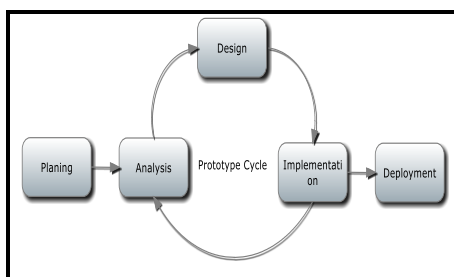 Design
Planing
Analysis
Prototype Cycle
Implementati
on
Deployment